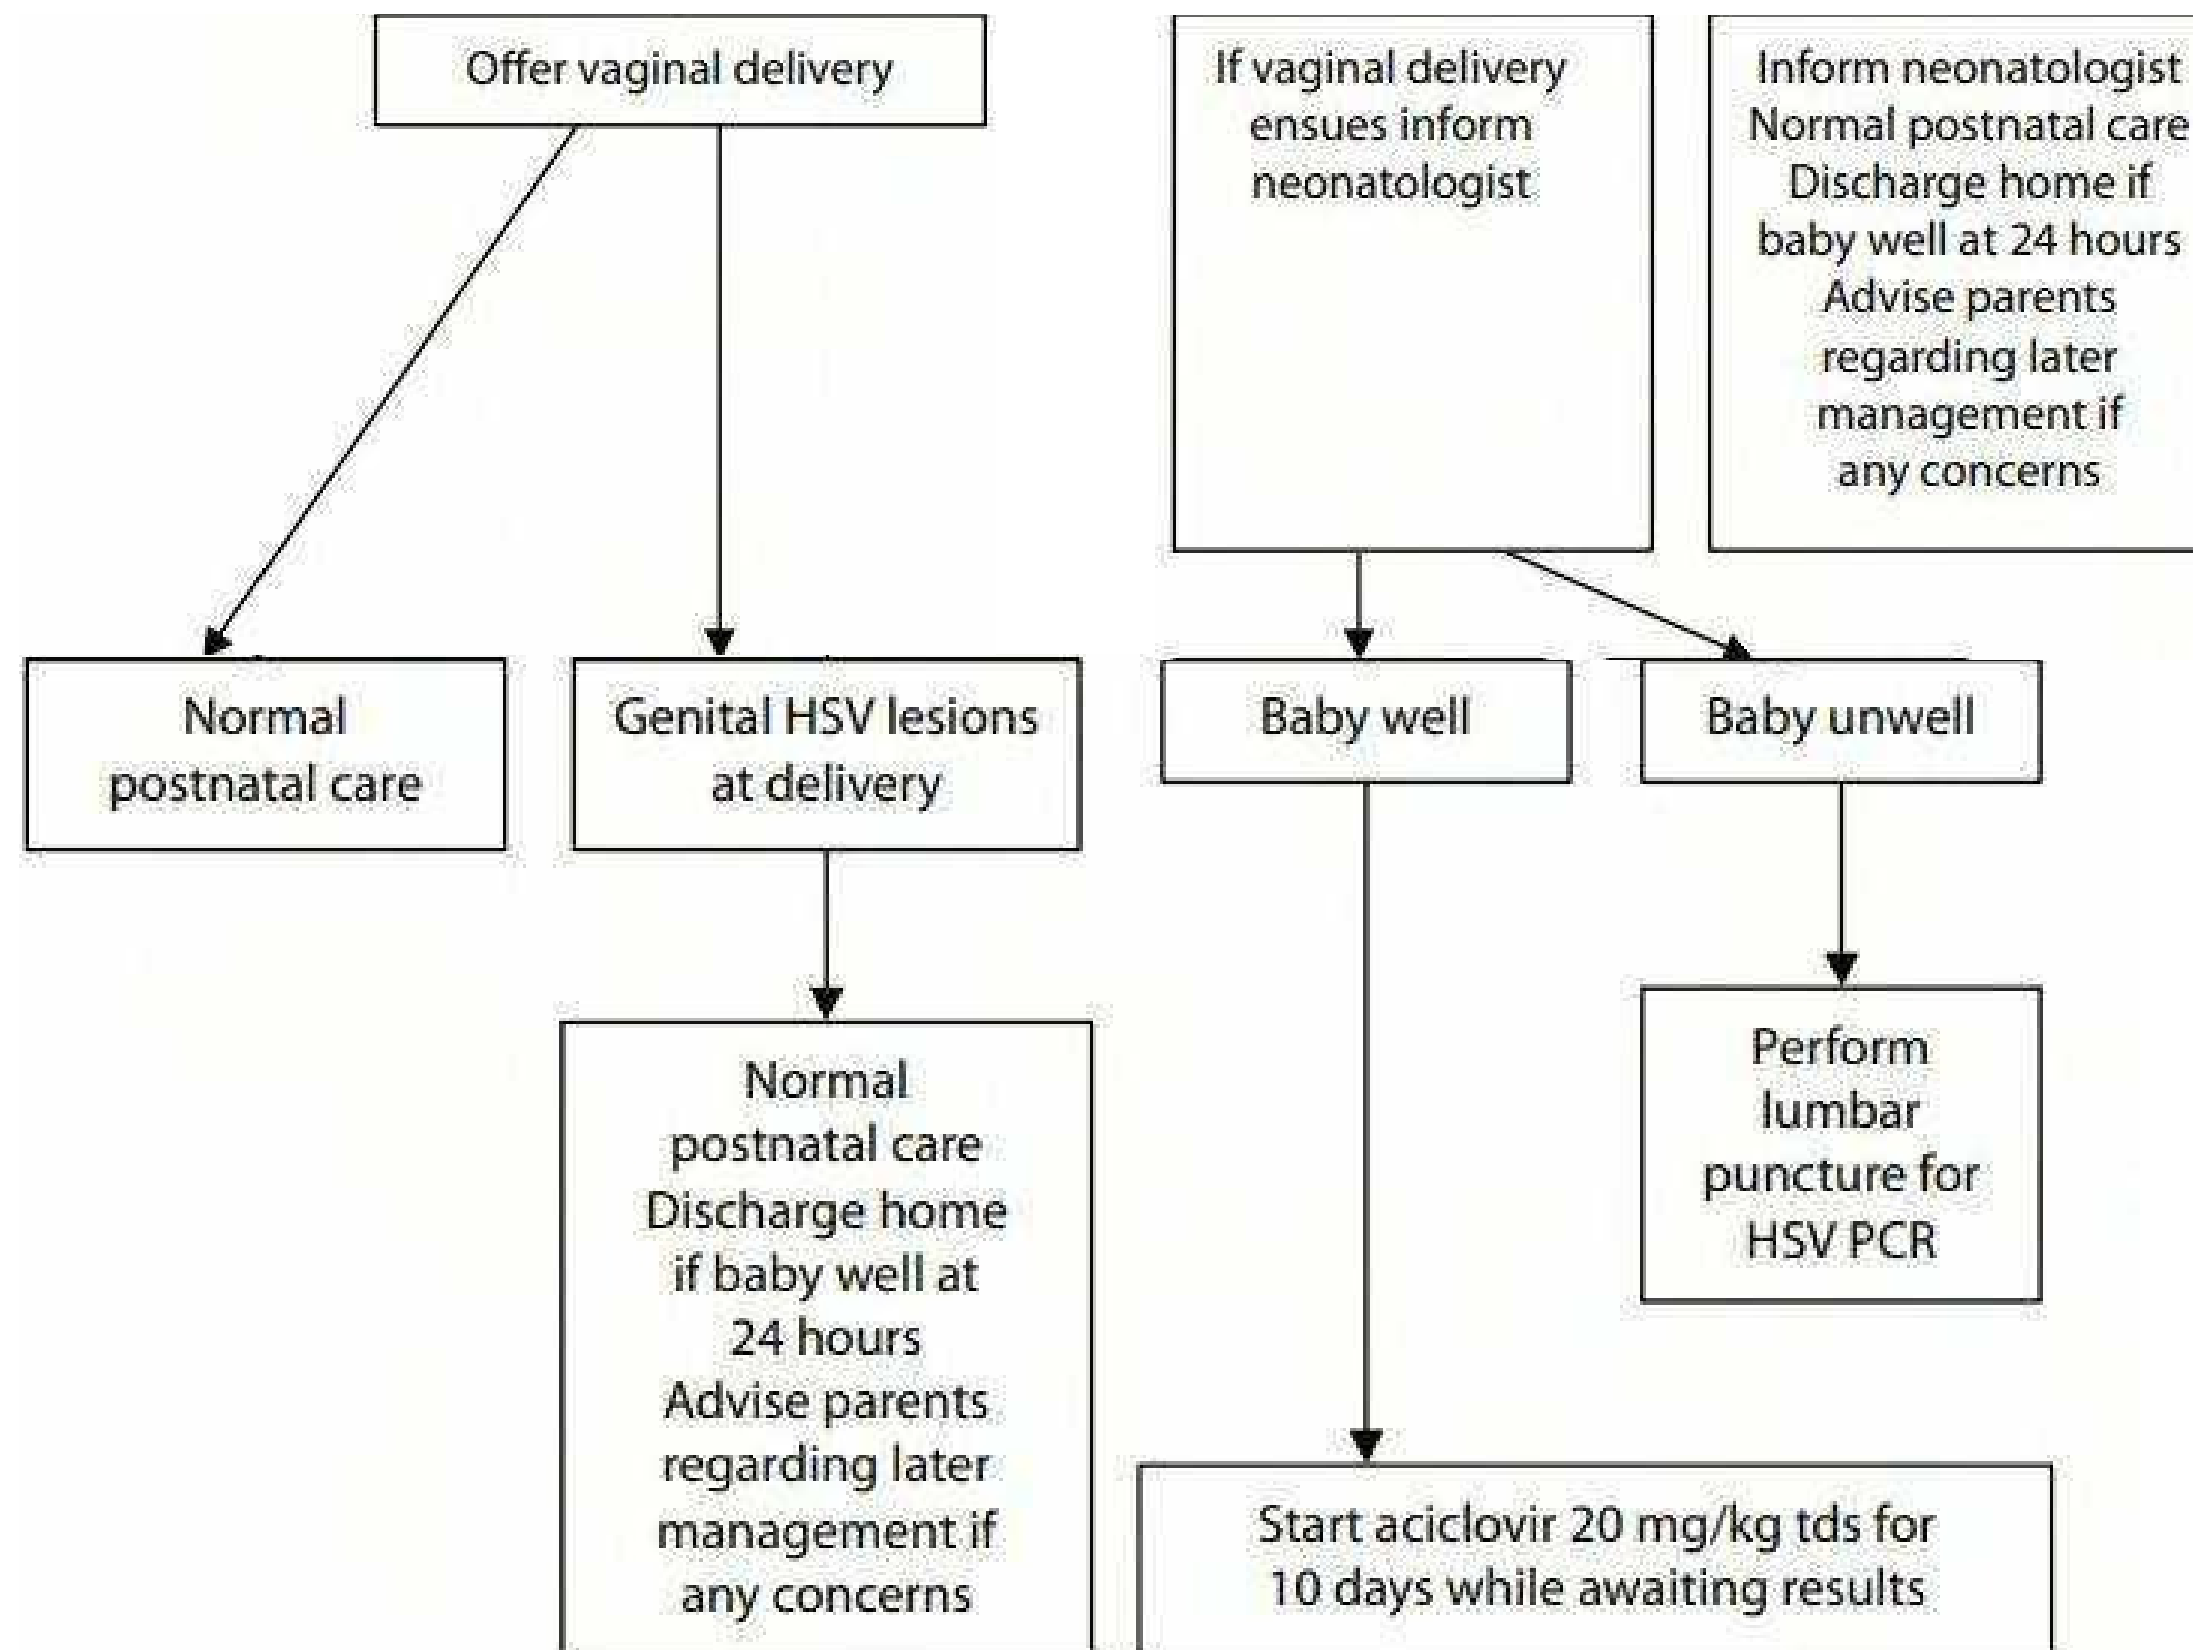 Offer vaginal delivery
If vaginal delivery
ensues inform
neonatologist
Inform neonatologist
Normal postnatal care
Discharge home if
baby well at 24 hours
Advise parents
regarding later
management if
any concerns
Normal
postnatal care
Genital HSV lesions
at delivery
Baby well
Baby unwell
Normal
postnatal care
Discharge home
if baby well at
24 hours
Advise parents
regarding later
management if
any concerns
Perform
lumbar
puncture for
HSV PCR
Start aciclovir 20 mg/kg tds for
10 days while awaiting results